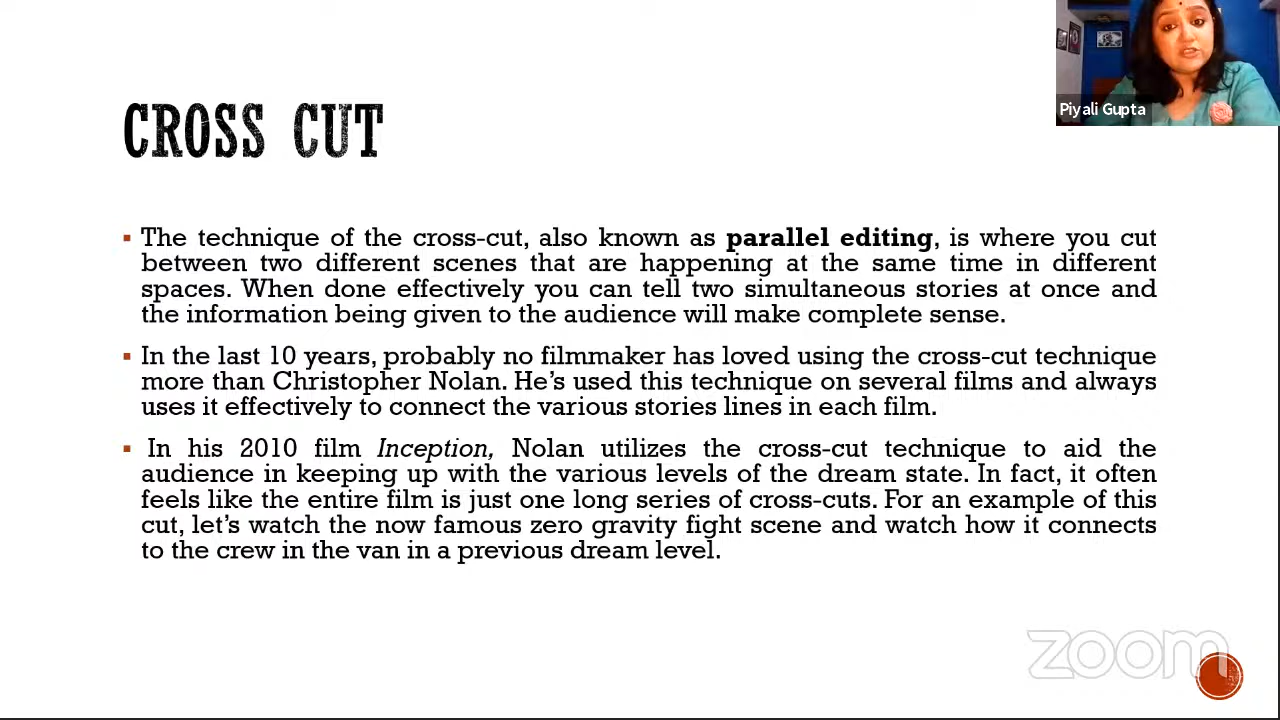 Piyali Gupta
CROSS CUT
▪ The technique of the cross-cut, also known as parallel editing, is where you cut
between two different scenes that are happening at the same time in different
spaces. When done effectively you can tell two simultaneous stories at once and
the information being given to the audience will make complete sense.
▪ In the last 10 years, probably no filmmaker has loved using the cross-cut technique
more than Christopher Nolan. He's used this technique on several films and always
uses it effectively to connect the various stories lines in each film.
▪ In his 2010 film Inception, Nolan utilizes the cross-cut technique to aid the
audience in keeping up with the various levels of the dream state. In fact, it often
feels like the entire film is just one long series of cross-cuts. For an example of this
cut, let's watch the now famous zero gravity fight scene and watch how it connects
to the crew in the van in a previous dream level.
zoom